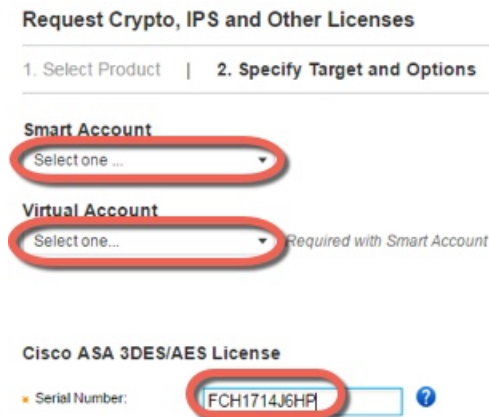 Request Crypto, IPS and Other Licenses
1. Select Product | 2. Specify Target and Options
Smart Account
Select one ...
Virtual Account
Select one... Required with Smart Account
Cisco ASA 3DES/AES License
Serial Number: FCH1714J6HP ?